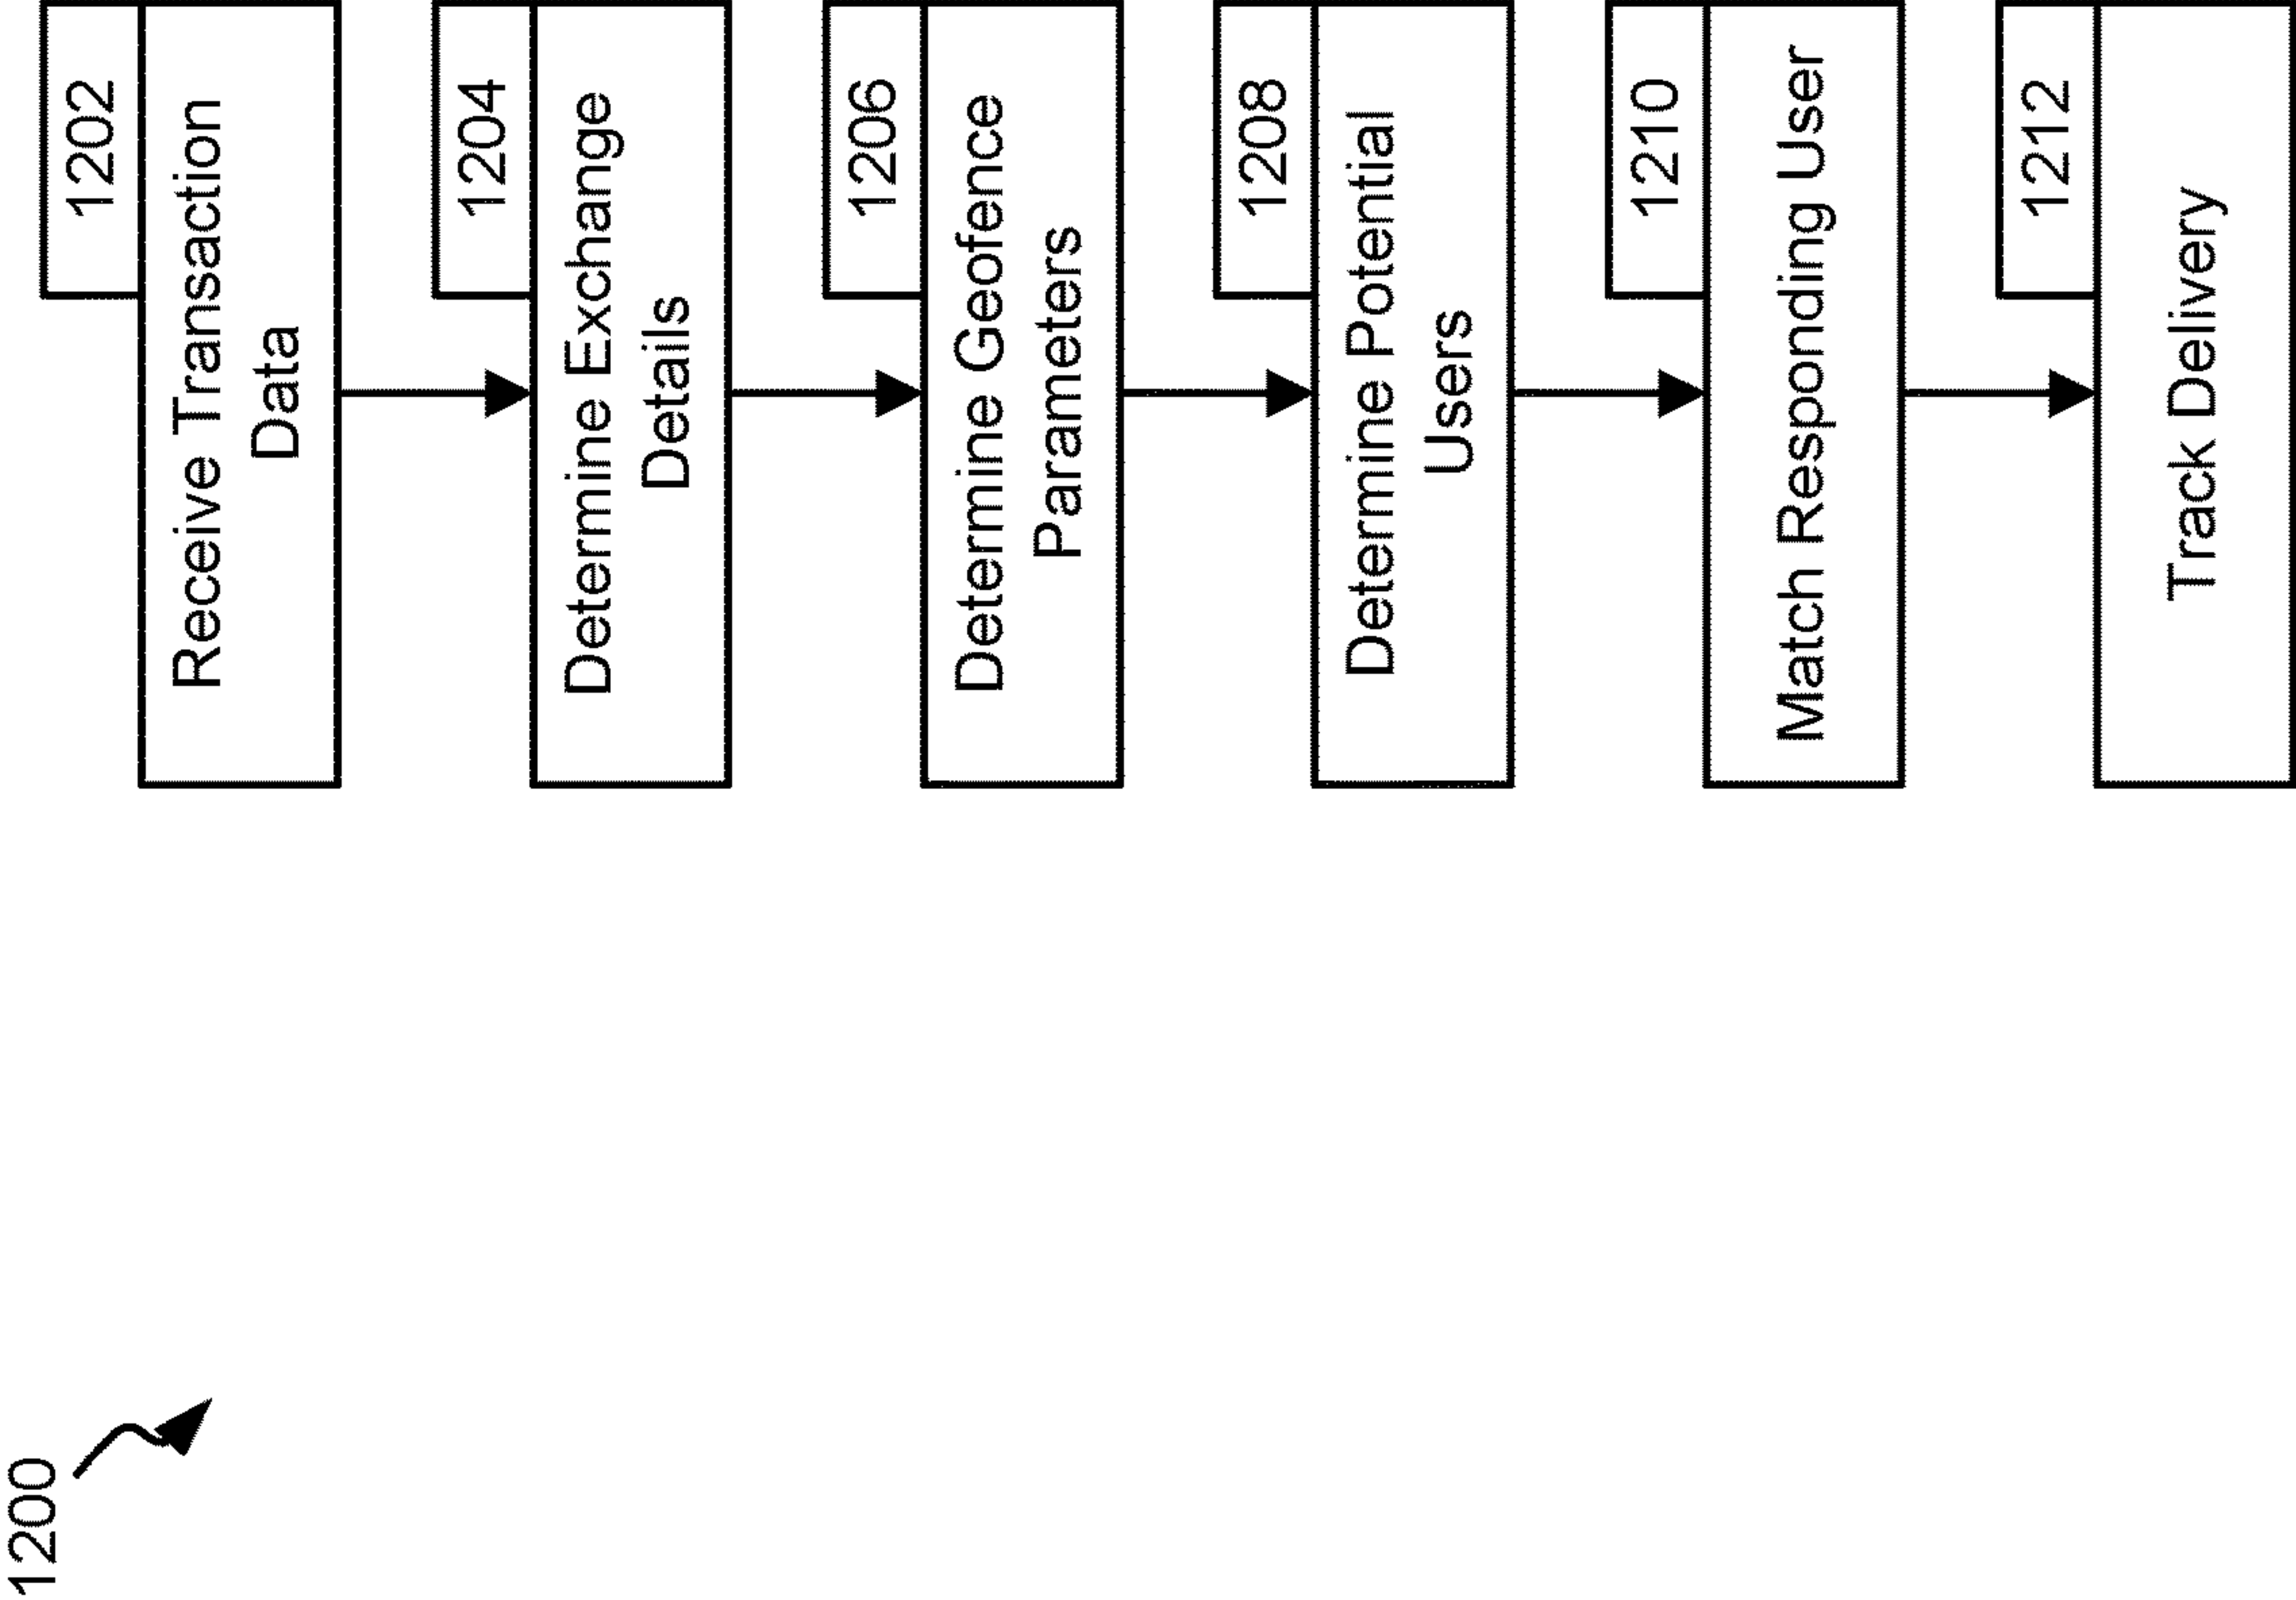 1200
1202
Receive Transaction
Data
1204
Determine Exchange
Details
1206
Determine Geofence
Parameters
1208
Determine Potential
Users
1210
Match Responding User
1212
Track Delivery